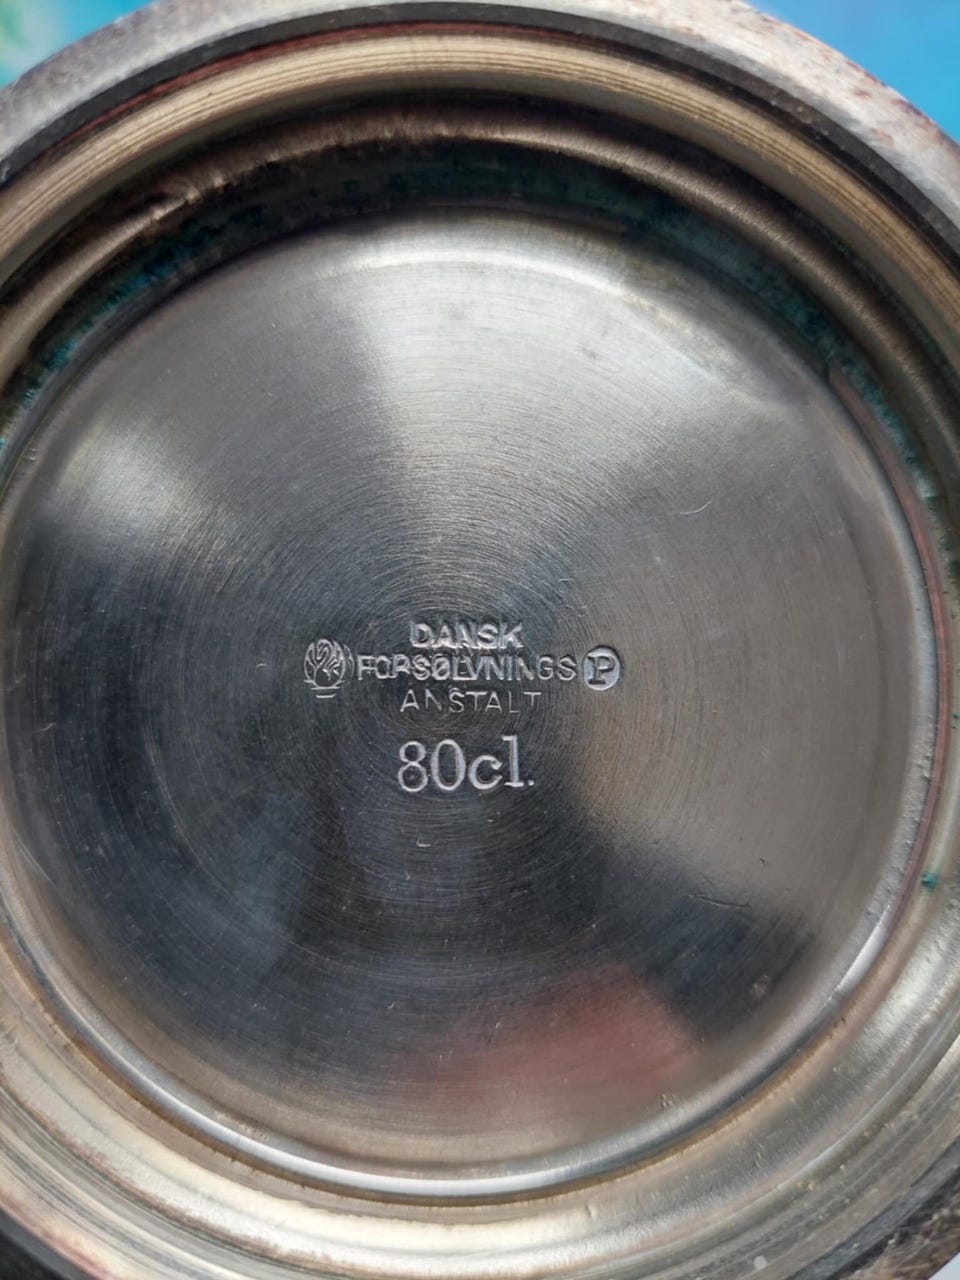 DANSK
FORSØLVNINGS P
ANSTALT
80cl.